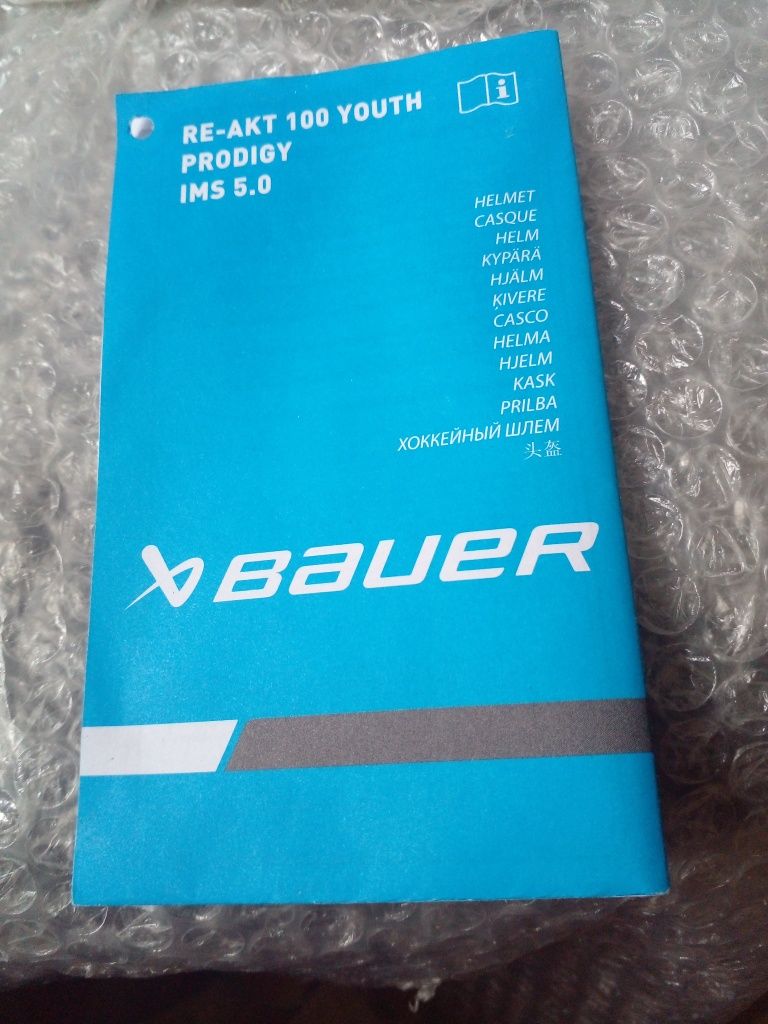 RE-AKT 100 YOUTH
PRODIGY
IMS 5.0
i
HELMET
CASQUE
HELM
KYPÄRÄ
HJÄLM
ĶIVERE
CASCO
HELMA
HJELM
KASK
PRILBA
ХОККЕЙНЫЙ ШЛЕМ
头盔
BAUER